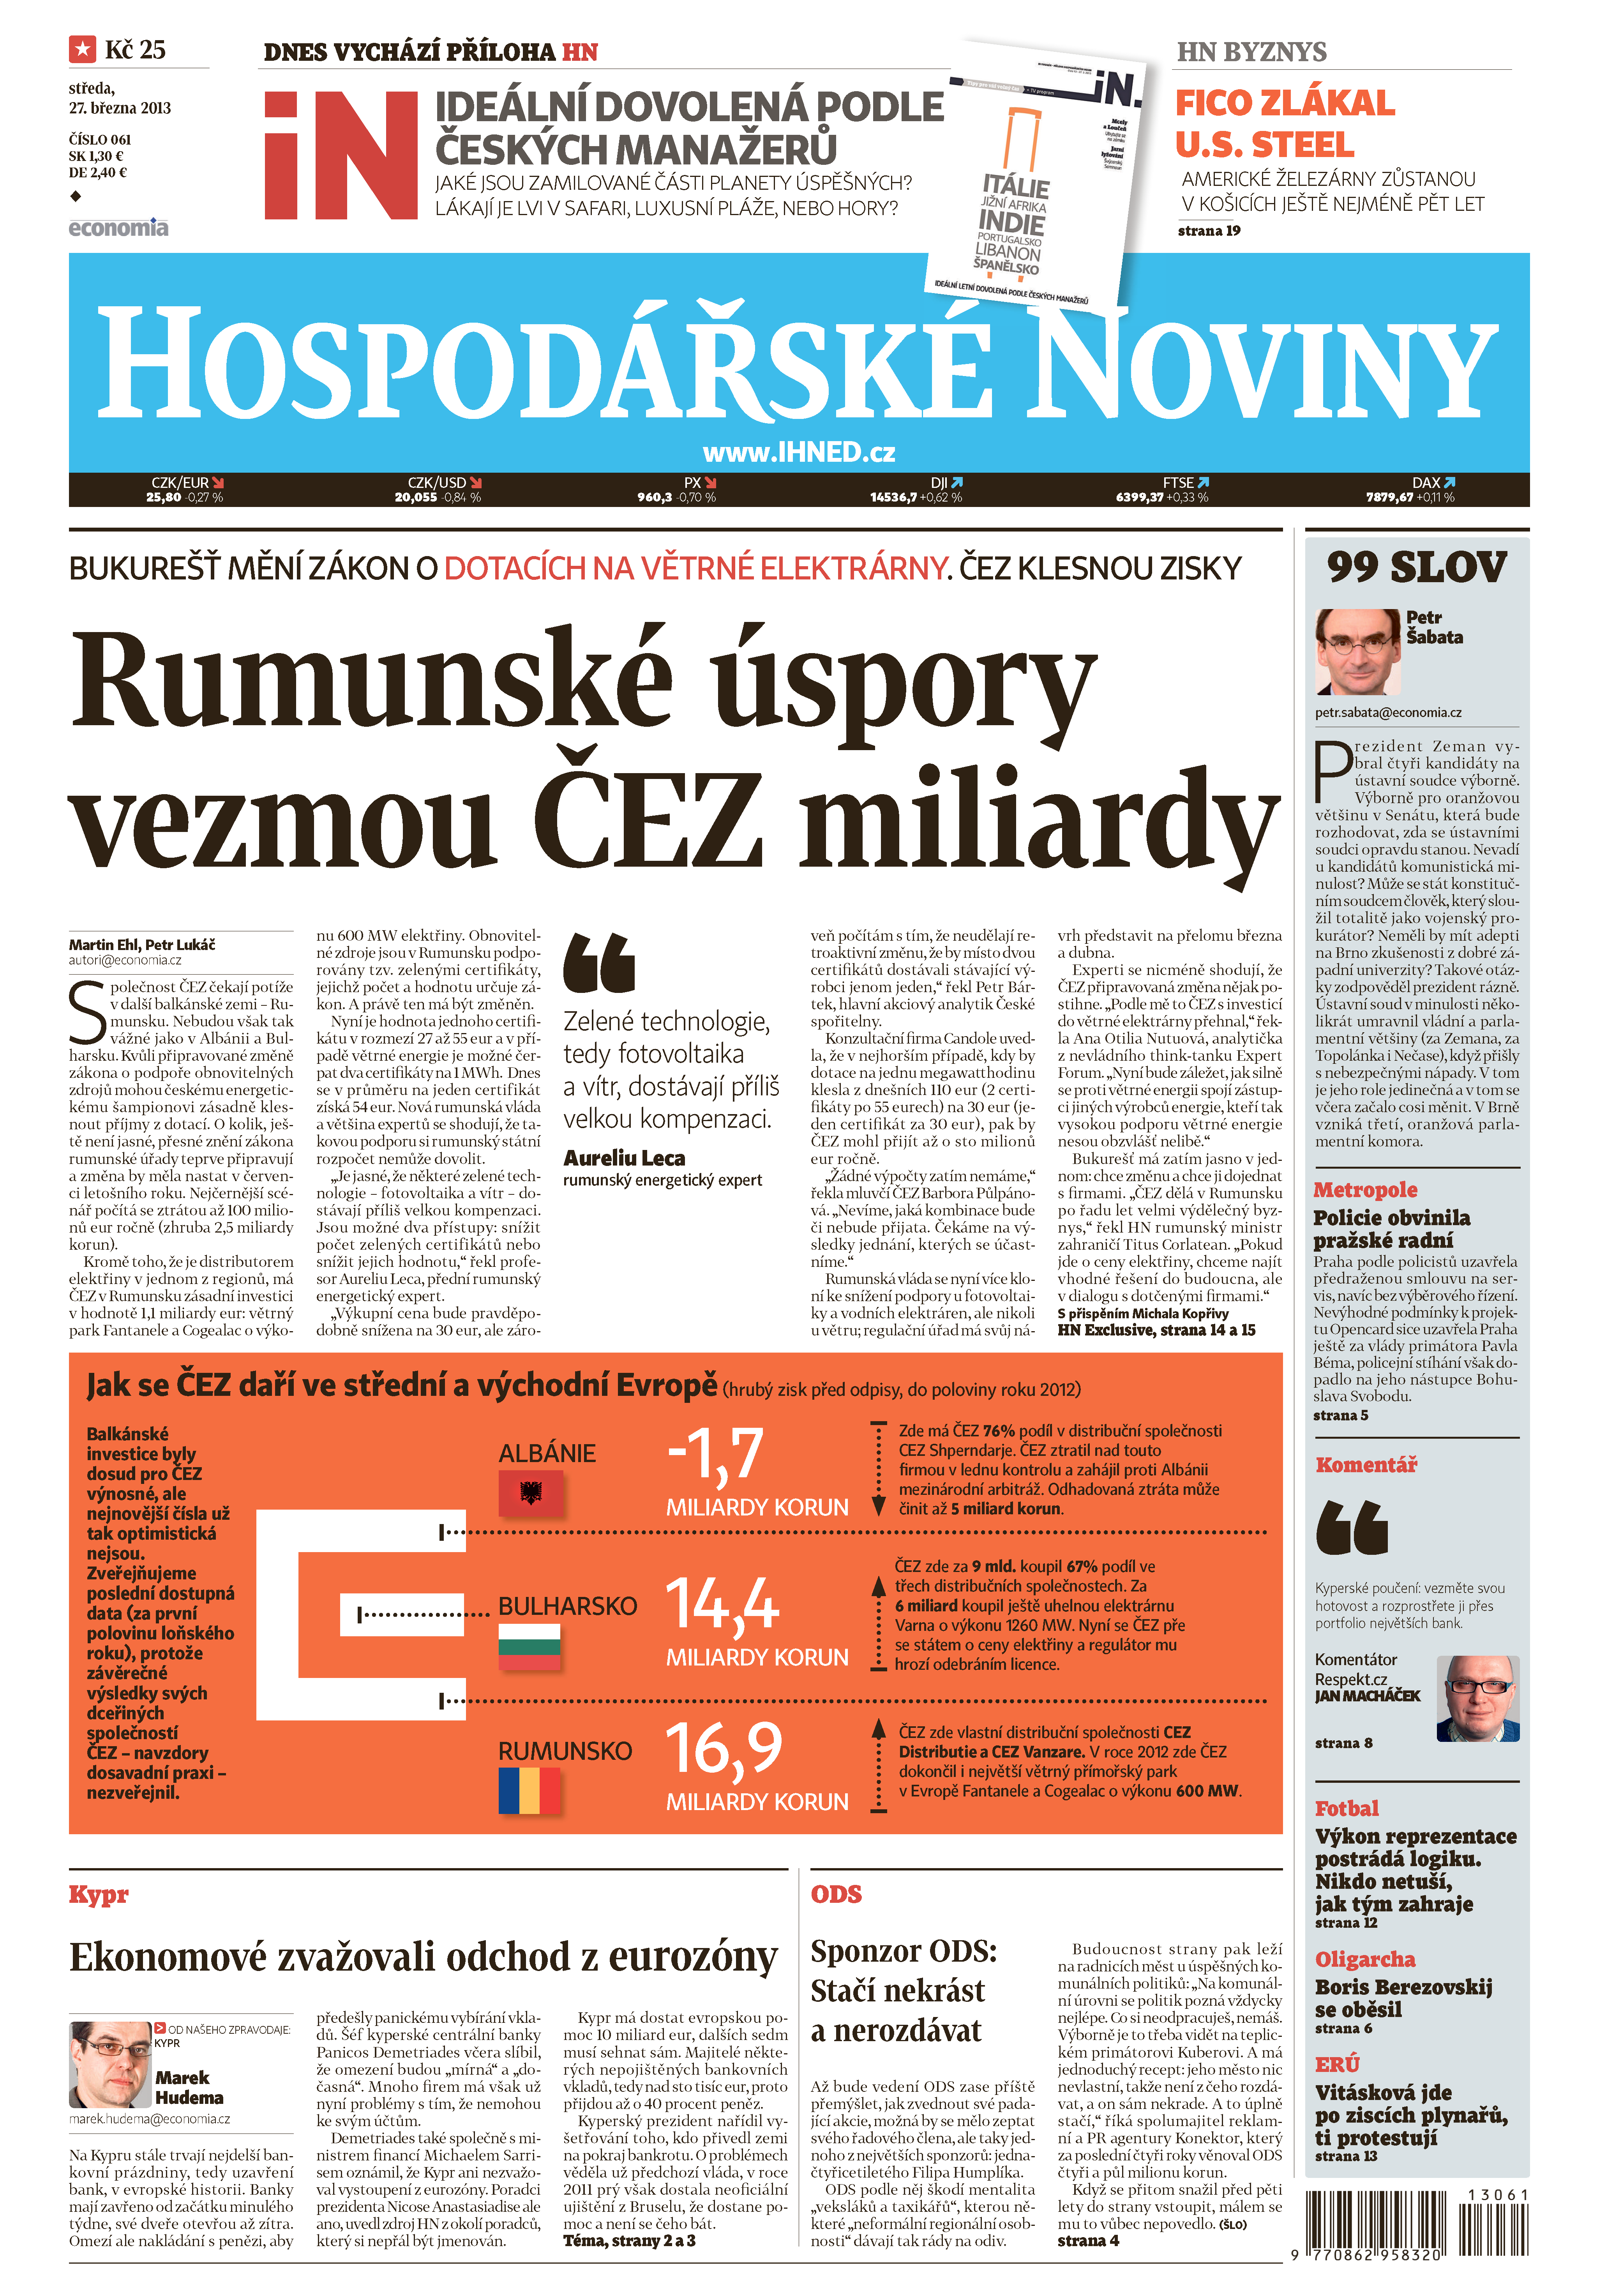 Kč 25
středa,
27. března 2013
ČÍSLO 061
SK 1,30 €
DE 2,40 €
economia
DNES VYCHÁZÍ PŘÍLOHA HN
iN
IDEÁLNÍ DOVOLENÁ PODLE
ČESKÝCH MANAŽERŮ
JAKÉ JSOU ZAMILOVANÉ ČÁSTI PLANETY ÚSPĚŠNÝCH?
LÁKAJÍ JE LVI V SAFARI, LUXUSNÍ PLÁŽE, NEBO HORY?
iN.
ITÁLIE
JIŽNÍ AFRIKA
INDIE
PORTUGALSKO
LIBANON
ŠPANĚLSKO
IDEÁLNÍ LETNÍ DOVOLENÁ PODLE ČESKÝCH MANAŽERŮ
HN BYZNYS
FICO ZLÁKAL
U.S. STEEL
AMERICKÉ ŽELEZÁRNY ZŮSTANOU
V KOŠICÍCH JEŠTĚ NEJMÉNĚ PĚT LET
strana 19
HOSPODÁŘSKÉ NOVINY
www.IHNED.cz
CZK/EUR
25,80 -0,27 %
CZK/USD
20,055 -0,84 %
PX
960,3 -0,70 %
DJI
14536,7 +0,62 %
FTSE
6399,37 +0,33 %
DAX
7879,67 +0,11 %
BUKUREŠŤ MĚNÍ ZÁKON O DOTACÍCH NA VĚTRNÉ ELEKTRÁRNY. ČEZ KLESNOU ZISKY
Rumunské úspory
vezmou ČEZ miliardy
Martin Ehl, Petr Lukáč
autori@economia.cz
Společnost ČEZ čekají potíže
v další balkánské zemi – Ru-
munsku. Nebudou však tak
vážné jako v Albánii a Bul-
harsku. Kvůli připravované změně
zákona o podpoře obnovitelných
zdrojů mohou českému energetic-
kému šampionovi zásadně kles-
nout příjmy z dotací. O kolik, ješ-
tě není jasné, přesné znění zákona
rumunské úřady teprve připravují
a změna by měla nastat v červen-
ci letošního roku. Nejčernější scé-
nář počítá se ztrátou až 100 milio-
nů eur ročně (zhruba 2,5 miliardy
korun).
Kromě toho, že je distributorem
elektřiny v jednom z regionů, má
ČEZ v Rumunsku zásadní investici
v hodnotě 1,1 miliardy eur: větrný
park Fantanele a Cogealac o výko-
nu 600 MW elektřiny. Obnovitel-
né zdroje jsou v Rumunsku podpo-
rovány tzv. zelenými certifikáty,
jejichž počet a hodnotu určuje zá-
kon. A právě ten má být změněn.
Nyní je hodnota jednoho certifi-
kátu v rozmezí 27 až 55 eur a v pří-
padě větrné energie je možné čer-
pat dva certifikáty na 1 MWh. Dnes
se v průměru na jeden certifikát
získá 54 eur. Nová rumunská vláda
a většina expertů se shodují, že ta-
kovou podporu si rumunský státní
rozpočet nemůže dovolit.
„Je jasné, že některé zelené tech-
nologie – fotovoltaika a vítr – do-
stávají příliš velkou kompenzaci.
Jsou možné dva přístupy: snížit
počet zelených certifikátů nebo
snížit jejich hodnotu,“ řekl profe-
sor Aureliu Leca, přední rumunský
energetický expert.
„Výkupní cena bude pravděpo-
dobně snížena na 30 eur, ale záro-
Zelené technologie,
tedy fotovoltaika
a vítr, dostávají příliš
velkou kompenzaci.
Aureliu Leca
rumunský energetický expert
veň počítám s tím, že neudělají re-
troaktivní změnu, že by místo dvou
certifikátů dostávali stávající vý-
robci jenom jeden,“ řekl Petr Bár-
tek, hlavní akciový analytik České
spořitelny.
Konzultační firma Candole uved-
la, že v nejhorším případě, kdy by
dotace na jednu megawatthodinu
klesla z dnešních 110 eur (2 certi-
fikáty po 55 eurech) na 30 eur (je-
den certifikát za 30 eur), pak by
ČEZ mohl přijít až o sto milionů
eur ročně.
„Žádné výpočty zatím nemáme,“
řekla mluvčí ČEZ Barbora Půlpáno-
vá. „Nevíme, jaká kombinace bude
či nebude přijata. Čekáme na vý-
sledky jednání, kterých se účast-
níme.“
Rumunská vláda se nyní více klo-
ní ke snížení podpory u fotovoltai-
ky a vodních elektráren, ale nikoli
u větru; regulační úřad má svůj ná-
vrh představit na přelomu března
a dubna.
Experti se nicméně shodují, že
ČEZ připravovaná změna nějak po-
stihne. „Podle mě to ČEZ s investicí
do větrné elektrárny přehnal,“ řek-
la Ana Otilia Nutuová, analytička
z nevládního think-tanku Expert
Forum. „Nyní bude záležet, jak silně
se proti větrné energii spojí zástup-
ci jiných výrobců energie, kteří tak
vysokou podporu větrné energie
nesou obzvlášť nelibě.“
Bukurešť má zatím jasno v jed-
nom: chce změnu a chce ji dojednat
s firmami. „ČEZ dělá v Rumunsku
po řadu let velmi výdělečný byz-
nys,“ řekl HN rumunský ministr
zahraničí Titus Corlatean. „Pokud
jde o ceny elektřiny, chceme najít
vhodné řešení do budoucna, ale
v dialogu s dotčenými firmami.“
S přispěním Michala Kopřivy
HN Exclusive, strana 14 a 15
Jak se ČEZ daří ve střední a východní Evropě (hrubý zisk před odpisy, do poloviny roku 2012)
Balkánské
investice byly
dosud pro ČEZ
výnosné, ale
nejnovější čísla už
tak optimistická
nejsou.
Zveřejňujeme
poslední dostupná
data (za první
polovinu loňského
roku), protože
závěrečné
výsledky svých
dceřiných
společností
ČEZ – navzdory
dosavadní praxi –
nezveřejnil.
ALBÁNIE
-1,7
MILIARDY KORUN
Zde má ČEZ 76% podíl v distribuční společnosti
CEZ Shperndarje. ČEZ ztratil nad touto
firmou v lednu kontrolu a zahájil proti Albánii
mezinárodní arbitráž. Odhadovaná ztráta může
činit až 5 miliard korun.
BULHARSKO
14,4
MILIARDY KORUN
ČEZ zde za 9 mld. koupil 67% podíl ve
třech distribučních společnostech. Za
6 miliard koupil ještě uhelnou elektrárnu
Varna o výkonu 1260 MW. Nyní se ČEZ pře
se státem o ceny elektřiny a regulátor mu
hrozí odebráním licence.
RUMUNSKO
16,9
MILIARDY KORUN
ČEZ zde vlastní distribuční společnosti CEZ
Distributie a CEZ Vanzare. V roce 2012 zde ČEZ
dokončil i největší větrný přímořský park
v Evropě Fantanele a Cogealac o výkonu 600 MW.
Kypr
Ekonomové zvažovali odchod z eurozóny
OD NAŠEHO ZPRAVODAJE:
KYPR
Marek
Hudema
marek.hudema@economia.cz
Na Kypru stále trvají nejdelší ban-
kovní prázdniny, tedy uzavření
bank, v evropské historii. Banky
mají zavřeno od začátku minulého
týdne, své dveře otevřou až zítra.
Omezí ale nakládání s penězi, aby
předešly panickému vybírání vkla-
dů. Šéf kyperské centrální banky
Panicos Demetriades včera slíbil,
že omezení budou „mírná“ a „do-
časná“. Mnoho firem má však už
nyní problémy s tím, že nemohou
ke svým účtům.
Demetriades také společně s mi-
nistrem financí Michaelem Sarri-
sem oznámil, že Kypr ani nezvažo-
val vystoupení z eurozóny. Poradci
prezidenta Nicose Anastasiadise ale
ano, uvedl zdroj HN z okolí poradců,
který si nepřál být jmenován.
Kypr má dostat evropskou po-
moc 10 miliard eur, dalších sedm
musí sehnat sám. Majitelé někte-
rých nepojištěných bankovních
vkladů, tedy nad sto tisíc eur, proto
přijdou až o 40 procent peněz.
Kyperský prezident nařídil vy-
šetřování toho, kdo přivedl zemi
na pokraj bankrotu. O problémech
věděla už předchozí vláda, v roce
2011 prý však dostala neoficiální
ujištění z Bruselu, že dostane po-
moc a není se čeho bát.
Téma, strany 2 a 3
ODS
Sponzor ODS:
Stačí nekrást
a nerozdávat
Až bude vedení ODS zase příště
přemýšlet, jak zvednout své pada-
jící akcie, možná by se mělo zeptat
svého řadového člena, ale taky jed-
noho z největších sponzorů: jedna-
čtyřicetiletého Filipa Humplíka.
ODS podle něj škodí mentalita
„veksláků a taxikářů“, kterou ně-
které „neformální regionální osob-
nosti“ dávají tak rády na odiv.
Budoucnost strany pak leží
na radnicích měst u úspěšných ko-
munálních politiků: „Na komunál-
ní úrovni se politik pozná vždycky
nejlépe. Co si neodpracuješ, nemáš.
Výborně je to třeba vidět na teplic-
kém primátorovi Kuberovi. A má
jednoduchý recept: jeho město nic
nevlastní, takže není z čeho rozdá-
vat, a on sám nekrade. A to úplně
stačí,“ říká spolumajitel reklam-
ní a PR agentury Konektor, který
za poslední čtyři roky věnoval ODS
čtyři a půl milionu korun.
Když se přitom snažil před pěti
lety do strany vstoupit, málem se
mu to vůbec nepovedlo. (ŠLO)
strana 4
99 SLOV
Petr
Šabata
petr.sabata@economia.cz
Prezident Zeman vy-
bral čtyři kandidáty na
ústavní soudce výborně.
Výborně pro oranžovou
většinu v Senátu, která bude
rozhodovat, zda se ústavními
soudci opravdu stanou. Nevadí
u kandidátů komunistická mi-
nulost? Může se stát konstituč-
ním soudcem člověk, který slou-
žil totalitě jako vojenský pro-
kurátor? Neměli by mít adepti
na Brno zkušenosti z dobré zá-
padní univerzity? Takové otáz-
ky zodpověděl prezident rázně.
Ústavní soud v minulosti něko-
likrát umravnil vládní a parla-
mentní většiny (za Zemana, za
Topolánka i Nečase), když přišly
s nebezpečnými nápady. V tom
je jeho role jedinečná a v tom se
včera začalo cosi měnit. V Brně
vzniká třetí, oranžová parla-
mentní komora.
Metropole
Policie obvinila
pražské radní
Praha podle policistů uzavřela
předraženou smlouvu na ser-
vis, navíc bez výběrového řízení.
Nevýhodné podmínky k projek-
tu Opencard sice uzavřela Praha
ještě za vlády primátora Pavla
Béma, policejní stíhání však do-
padlo na jeho nástupce Bohu-
slava Svobodu.
strana 5
Komentář
Kyperské poučení: vezměte svou
hotovost a rozprostřete ji přes
portfolio největších bank.
Komentátor
Respekt.cz
JAN MACHÁČEK
strana 8
Fotbal
Výkon reprezentace
postrádá logiku.
Nikdo netuší,
jak tým zahraje
strana 12
Oligarcha
Boris Berezovskij
se oběsil
strana 6
ERÚ
Vitásková jde
po ziscích plynařů,
ti protestují
strana 13
13061
9 770862 958320